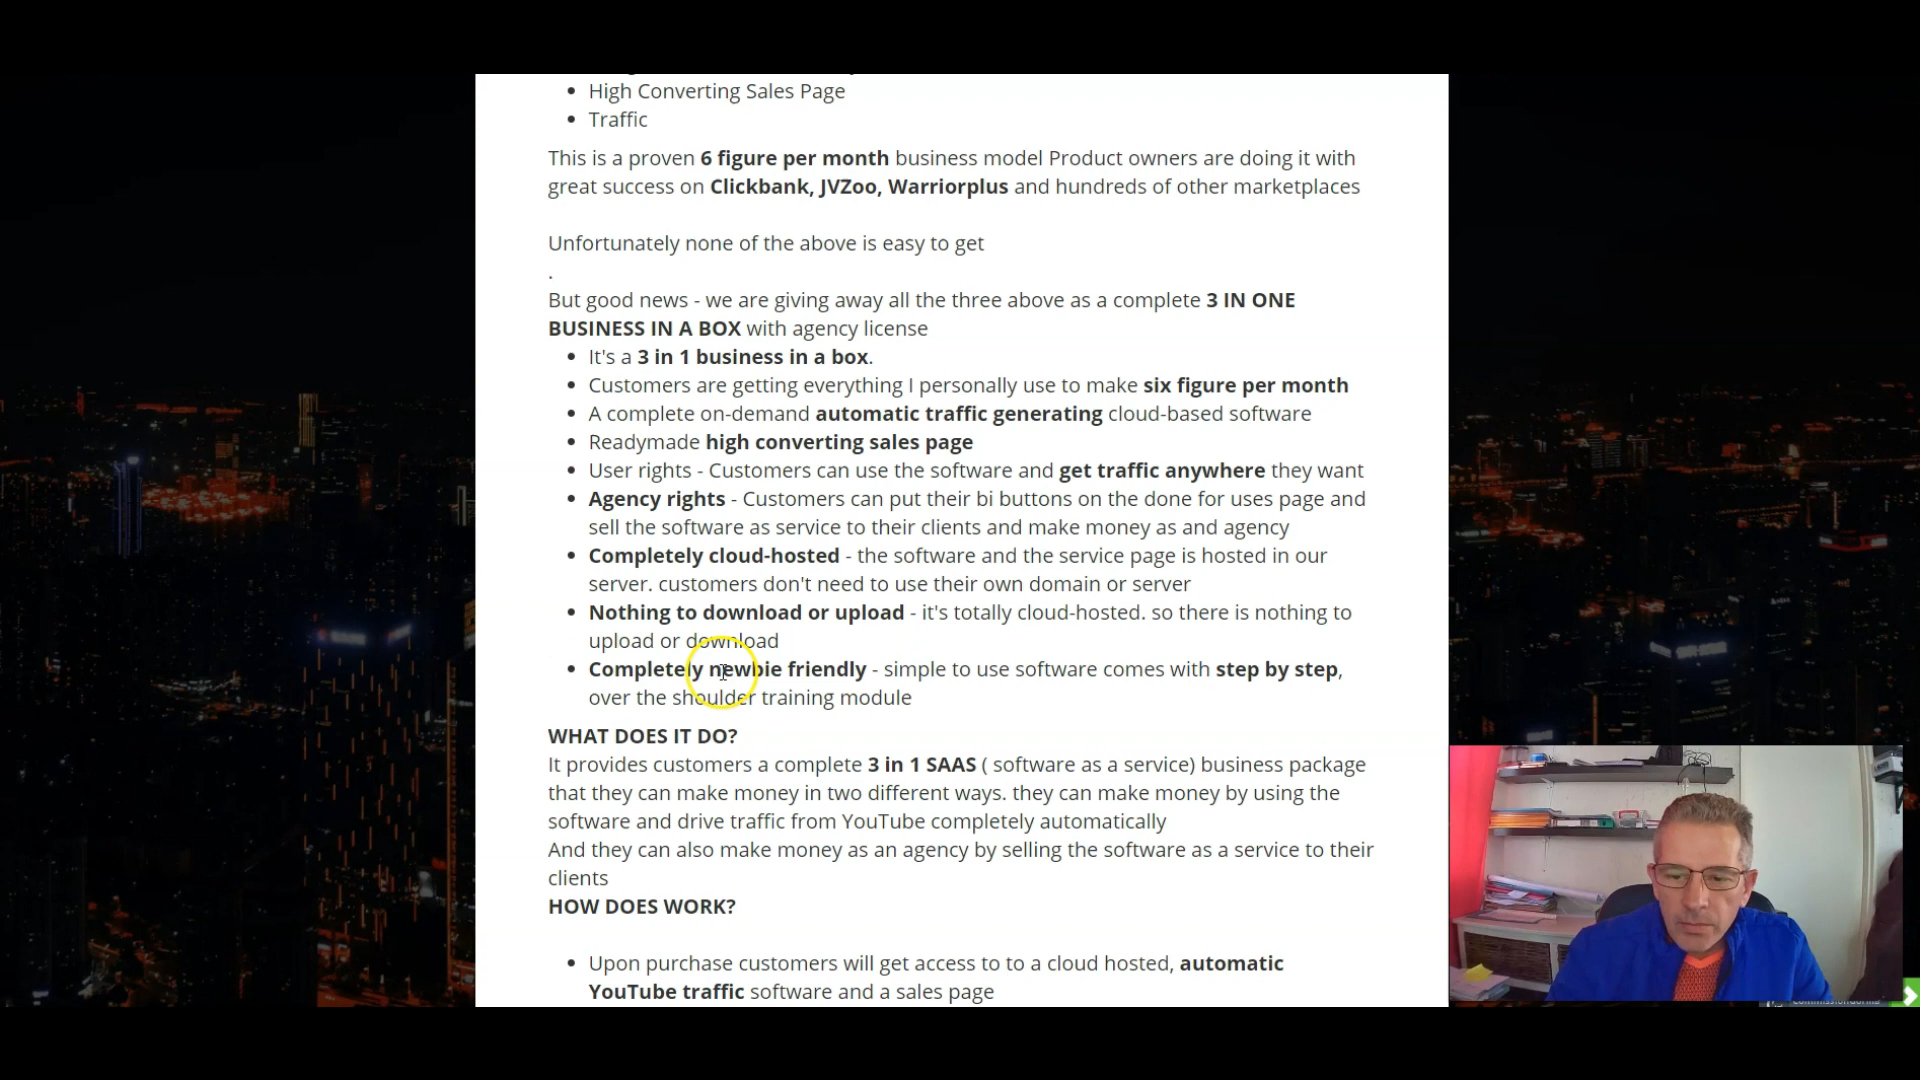 High Converting Sales Page
Traffic
This is a proven 6 figure per month business model Product owners are doing it with
great success on Clickbank, JVZoo, Warriorplus and hundreds of other marketplaces
Unfortunately none of the above is easy to get
.
But good news - we are giving away all the three above as a complete 3 IN ONE
BUSINESS IN A BOX with agency license
It's a 3 in 1 business in a box.
Customers are getting everything I personally use to make six figure per month
A complete on-demand automatic traffic generating cloud-based software
Readymade high converting sales page
User rights - Customers can use the software and get traffic anywhere they want
Agency rights - Customers can put their bi buttons on the done for uses page and
sell the software as service to their clients and make money as and agency
Completely cloud-hosted - the software and the service page is hosted in our
server. customers don't need to use their own domain or server
Nothing to download or upload - it's totally cloud-hosted. so there is nothing to
upload or download
Completely newbie friendly - simple to use software comes with step by step,
over the shoulder training module
WHAT DOES IT DO?
It provides customers a complete 3 in 1 SAAS ( software as a service) business package
that they can make money in two different ways. they can make money by using the
software and drive traffic from YouTube completely automatically
And they can also make money as an agency by selling the software as a service to their
clients
HOW DOES WORK?
Upon purchase customers will get access to to a cloud hosted, automatic
YouTube traffic software and a sales page